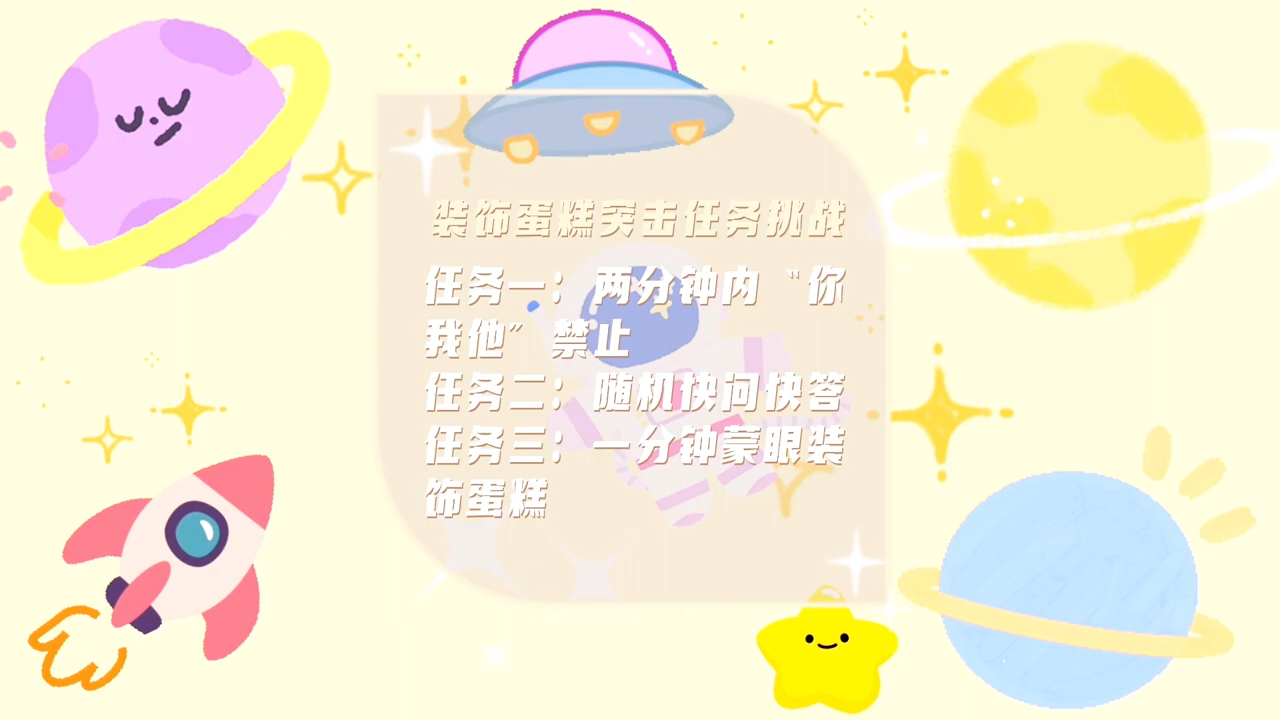 装饰蛋糕突击任务挑战
任务一：两分钟内“你
我他”禁止
任务二：随机快问快答
任务三：一分钟蒙眼装
饰蛋糕